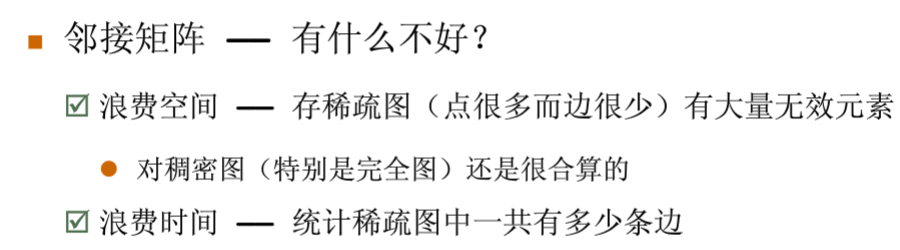 邻接矩阵 — 有什么不好？
浪费空间 — 存稀疏图（点很多而边很少）有大量无效元素
对稠密图（特别是完全图）还是很合算的
浪费时间 — 统计稀疏图中一共有多少条边